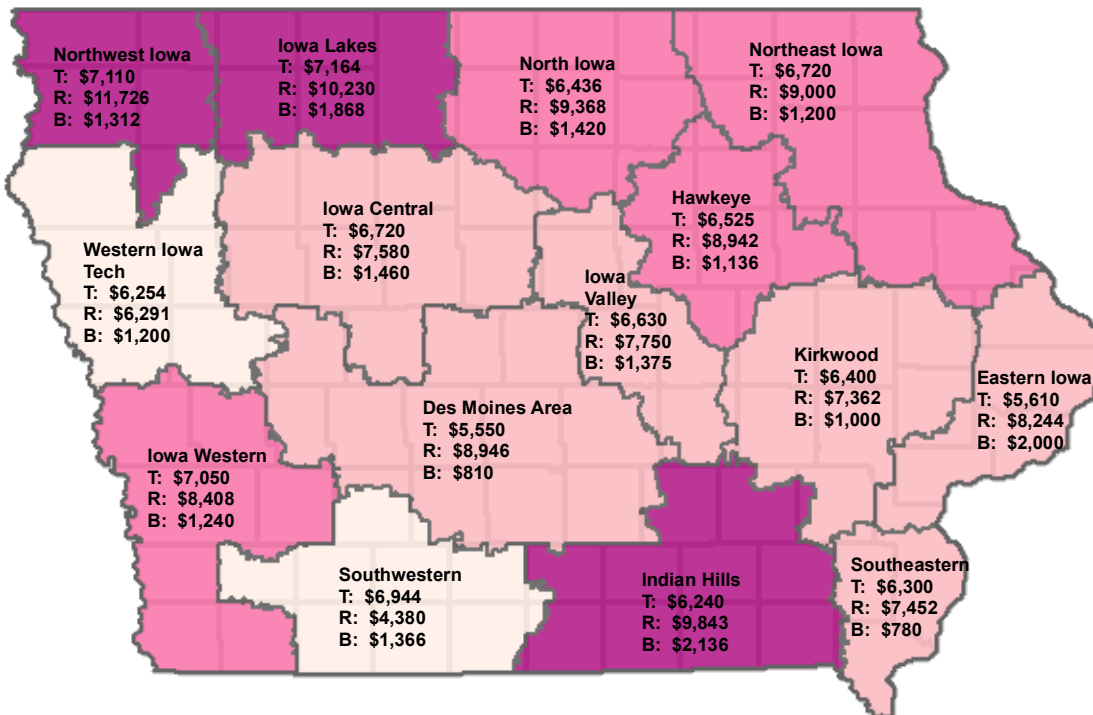 Northwest Iowa
T: $7,110
R: $11,726
B: $1,312
Iowa Lakes
T: $7,164
R: $10,230
B: $1,868
North Iowa
T: $6,436
R: $9,368
B: $1,420
Northeast Iowa
T: $6,720
R: $9,000
B: $1,200
Western Iowa
Tech
T: $6,254
R: $6,291
B: $1,200
Iowa Central
T: $6,720
R: $7,580
B: $1,460
Iowa
Valley
T: $6,630
R: $7,750
B: $1,375
Hawkeye
T: $6,525
R: $8,942
B: $1,136
Kirkwood
T: $6,400
R: $7,362
B: $1,000
Eastern Iowa
T: $5,610
R: $8,244
B: $2,000
Iowa Western
T: $7,050
R: $8,408
B: $1,240
Des Moines Area
T: $5,550
R: $8,946
B: $810
Southwestern
T: $6,944
R: $4,380
B: $1,366
Indian Hills
T: $6,240
R: $9,843
B: $2,136
Southeastern
T: $6,300
R: $7,452
B: $780